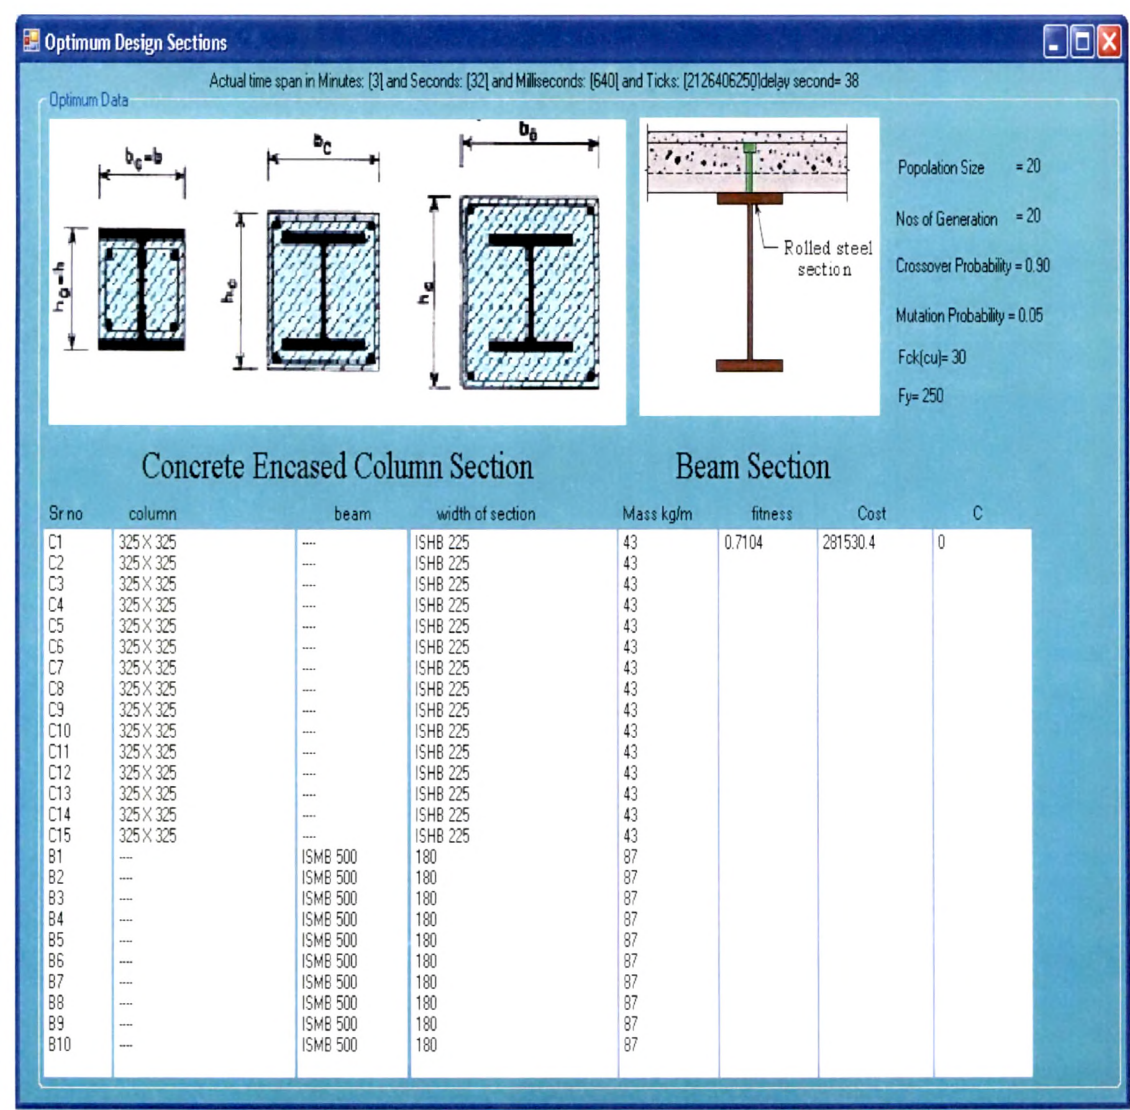 Optimum Design Sections
Actual time span in Minutes: [3[ and Seconds: [32[ and Milliseconds: [640[ and Ticks: [2126406250]delay second= 38
Optimum Data
Popolation Size = 20
Nos of Generation = 20
Crossover Probability = 0.90
Mutation Probability = 0.05
Fck(cu)= 30
Fy= 250
Rolled steel
section
Concrete Encased Column Section Beam Section
Sr no column beam width of section Mass kg/m fitness Cost C
C1 325 X 325 ---- ISHB 225 43 0.7104 281530.4 0
C2 325 X 325 ---- ISHB 225 43
C3 325 X 325 ---- ISHB 225 43
C4 325 X 325 ---- ISHB 225 43
C5 325 X 325 ---- ISHB 225 43
C6 325 X 325 ---- ISHB 225 43
C7 325 X 325 ---- ISHB 225 43
C8 325 X 325 ---- ISHB 225 43
C9 325 X 325 ---- ISHB 225 43
C10 325 X 325 ---- ISHB 225 43
C11 325 X 325 ---- ISHB 225 43
C12 325 X 325 ---- ISHB 225 43
C13 325 X 325 ---- ISHB 225 43
C14 325 X 325 ---- ISHB 225 43
C15 325 X 325 ---- ISHB 225 43
B1 ---- ISMB 500 180 87
B2 ---- ISMB 500 180 87
B3 ---- ISMB 500 180 87
B4 ---- ISMB 500 180 87
B5 ---- ISMB 500 180 87
B6 ---- ISMB 500 180 87
B7 ---- ISMB 500 180 87
B8 ---- ISMB 500 180 87
B9 ---- ISMB 500 180 87
B10 ---- ISMB 500 180 87